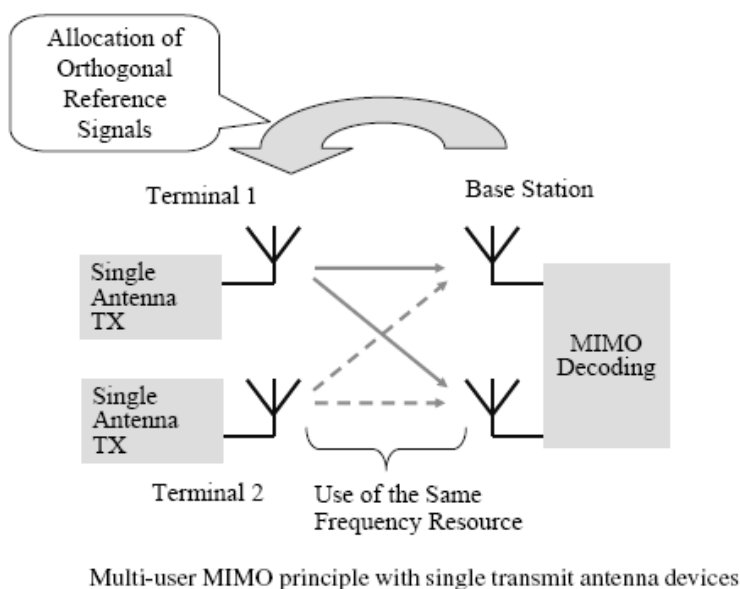 Allocation of
Orthogonal
Reference
Signals
Terminal 1
Base Station
Single
Antenna
TX
MIMO
Decoding
Single
Antenna
TX
Terminal 2
Use of the Same
Frequency Resource
Multi-user MIMO principle with single transmit antenna devices